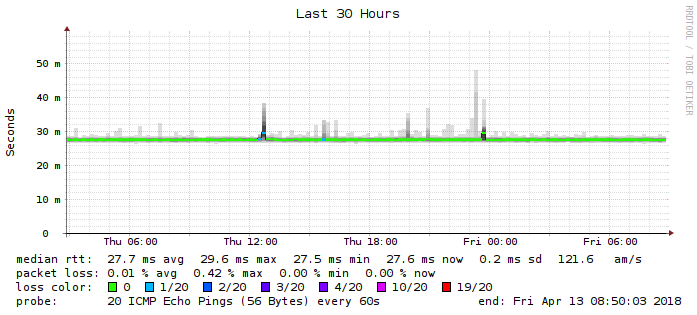 Last 30 Hours
RRDTOOL / TOBI OETIKER
Seconds
50 m
40 m
30 m
20 m
10 m
0
Thu 06:00 Thu 12:00 Thu 18:00 Fri 00:00 Fri 06:00
median rtt: 27.7 ms avg 29.6 ms max 27.5 ms min 27.6 ms now 0.2 ms sd 121.6 am/s
packet loss: 0.01 % avg 0.42 % max 0.00 % min 0.00 % now
loss color: 0 1/20 2/20 3/20 4/20 10/20 19/20
probe: 20 ICMP Echo Pings (56 Bytes) every 60s end: Fri Apr 13 08:50:03 2018